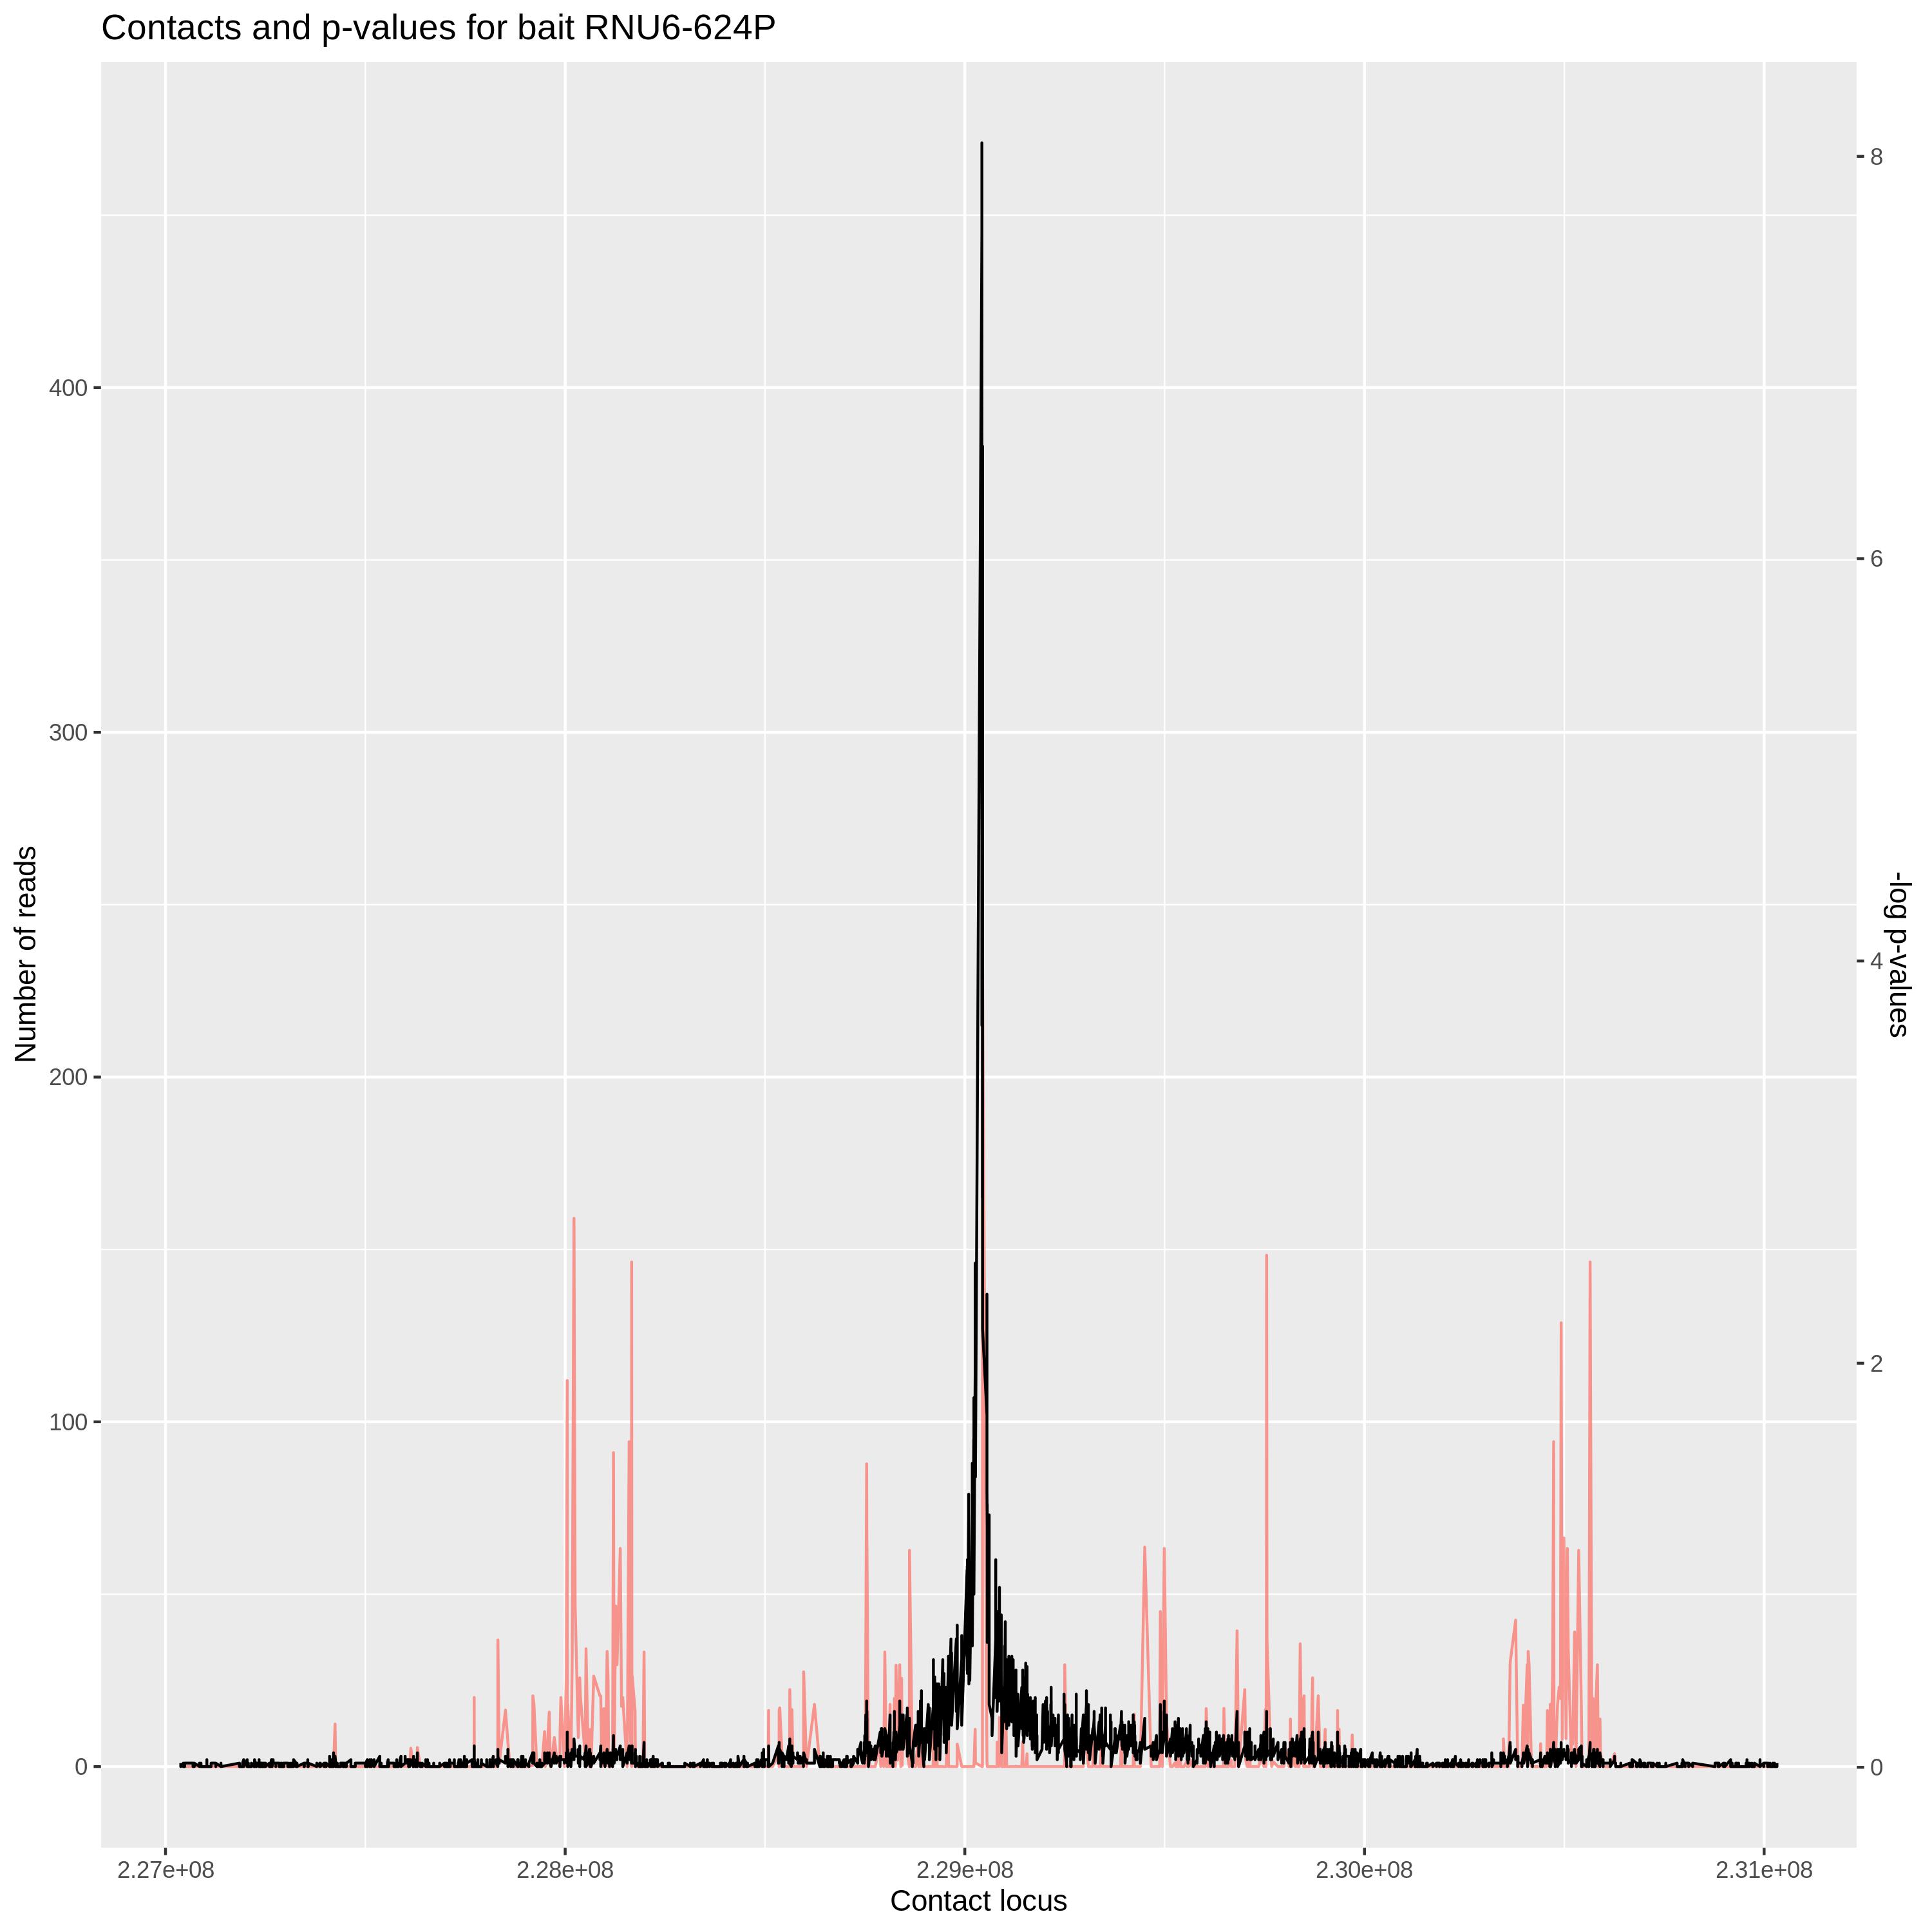 Contacts and p-values for bait RNU6-624P
Number of reads
400
300
200
100
0
8
6
4
2
0
-log p-values
2.27e+08
2.28e+08
2.29e+08
2.30e+08
2.31e+08
Contact locus